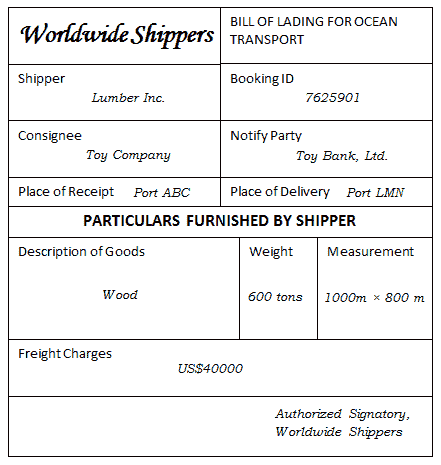 Worldwide Shippers
BILL OF LADING FOR OCEAN
TRANSPORT
Shipper
Lumber Inc.
Booking ID
7625901
Consignee
Toy Company
Notify Party
Toy Bank, Ltd.
Place of Receipt Port ABC
Place of Delivery Port LMN
PARTICULARS FURNISHED BY SHIPPER
Description of Goods
Wood
Weight
600 tons
Measurement
1000m × 800 m
Freight Charges
US$40000
Authorized Signatory,
Worldwide Shippers